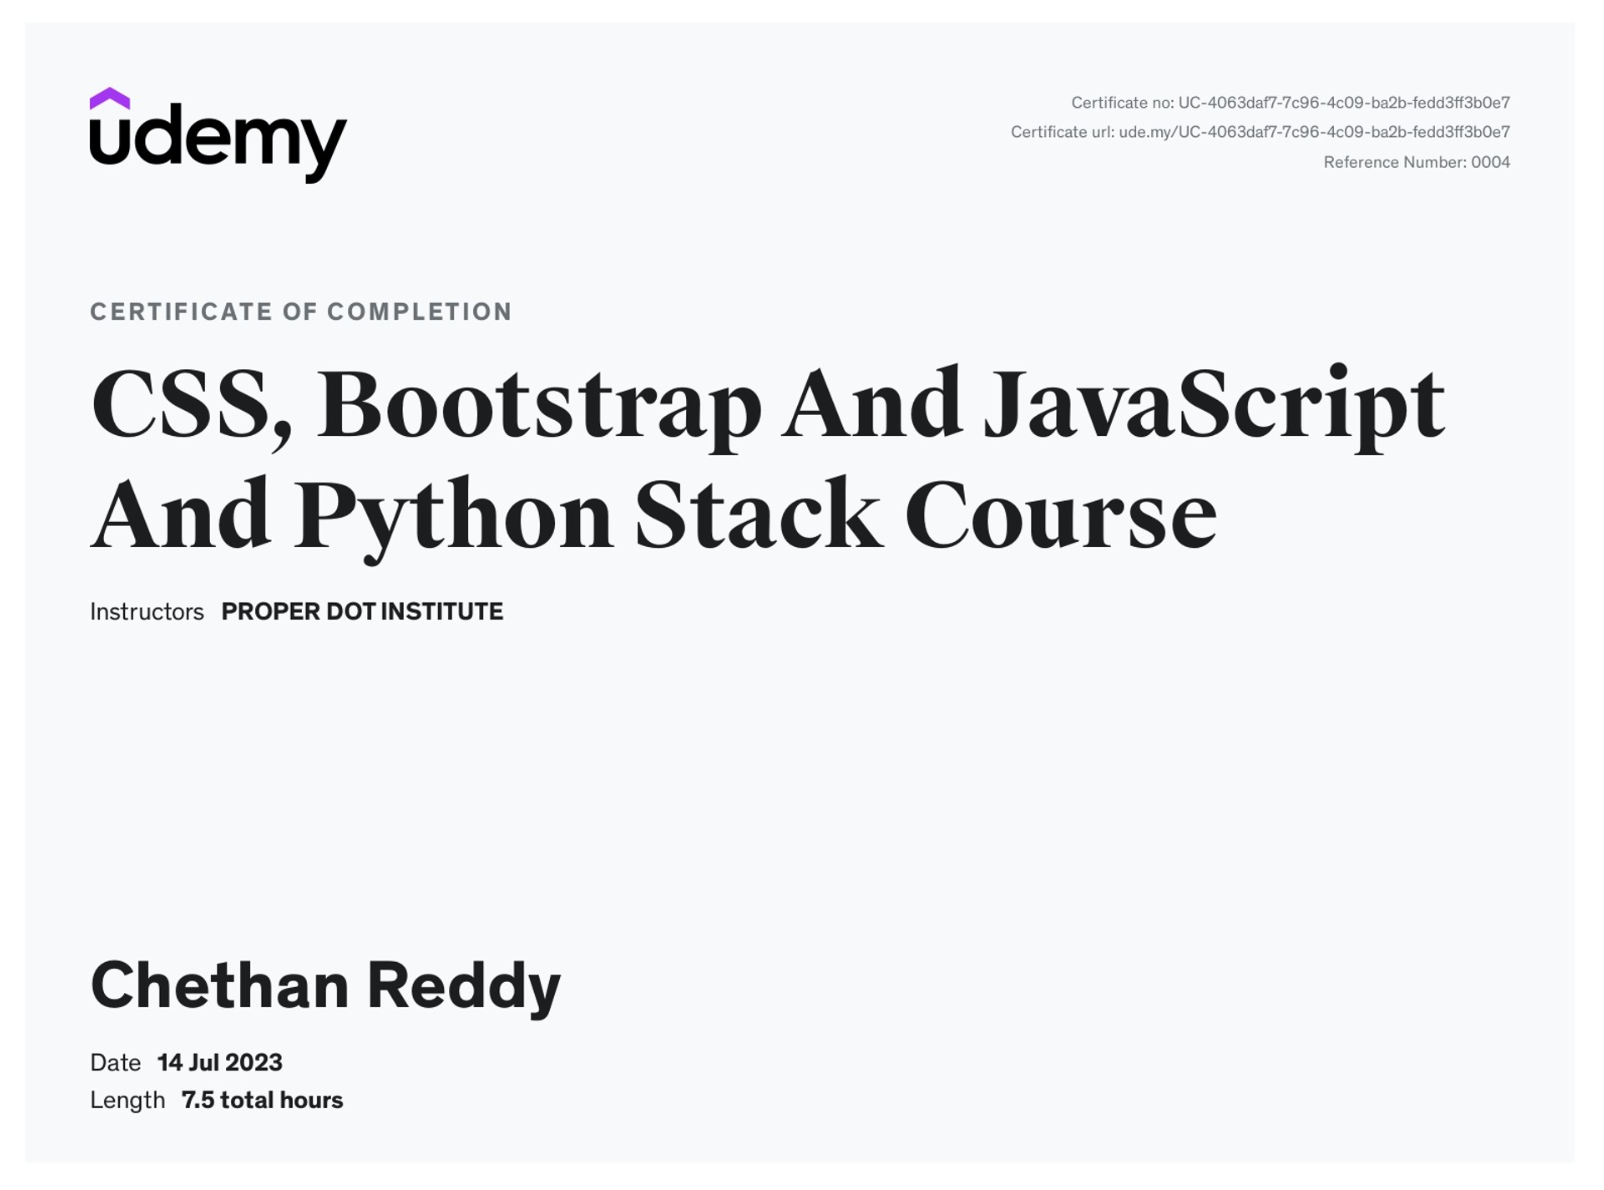 udemy
Certificate no: UC-4063daf7-7c96-4c09-ba2b-fedd3ff3b0e7
Certificate url: ude.my/UC-4063daf7-7c96-4c09-ba2b-fedd3ff3b0e7
Reference Number: 0004
CERTIFICATE OF COMPLETION
CSS, Bootstrap And JavaScript
And Python Stack Course
Instructors PROPER DOT INSTITUTE
Chethan Reddy
Date 14 Jul 2023
Length 7.5 total hours